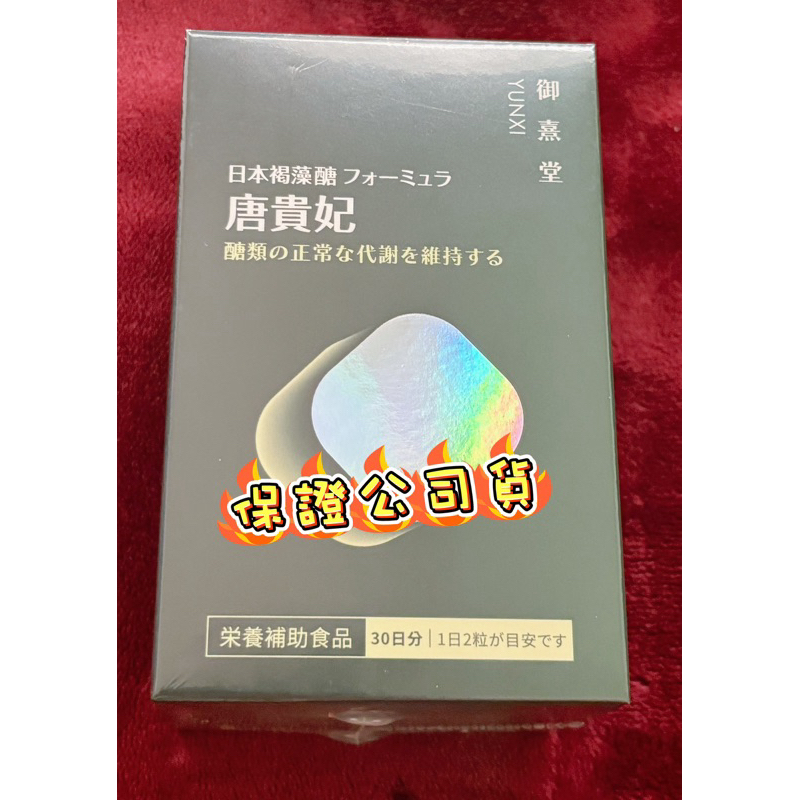 御熹堂
YUNXI
日本褐藻醣 フォーミュラ
唐貴妃
醣類の正常な代謝を維持する
保證公司貨
栄養補助食品 30日分 | 1日2粒が目安です